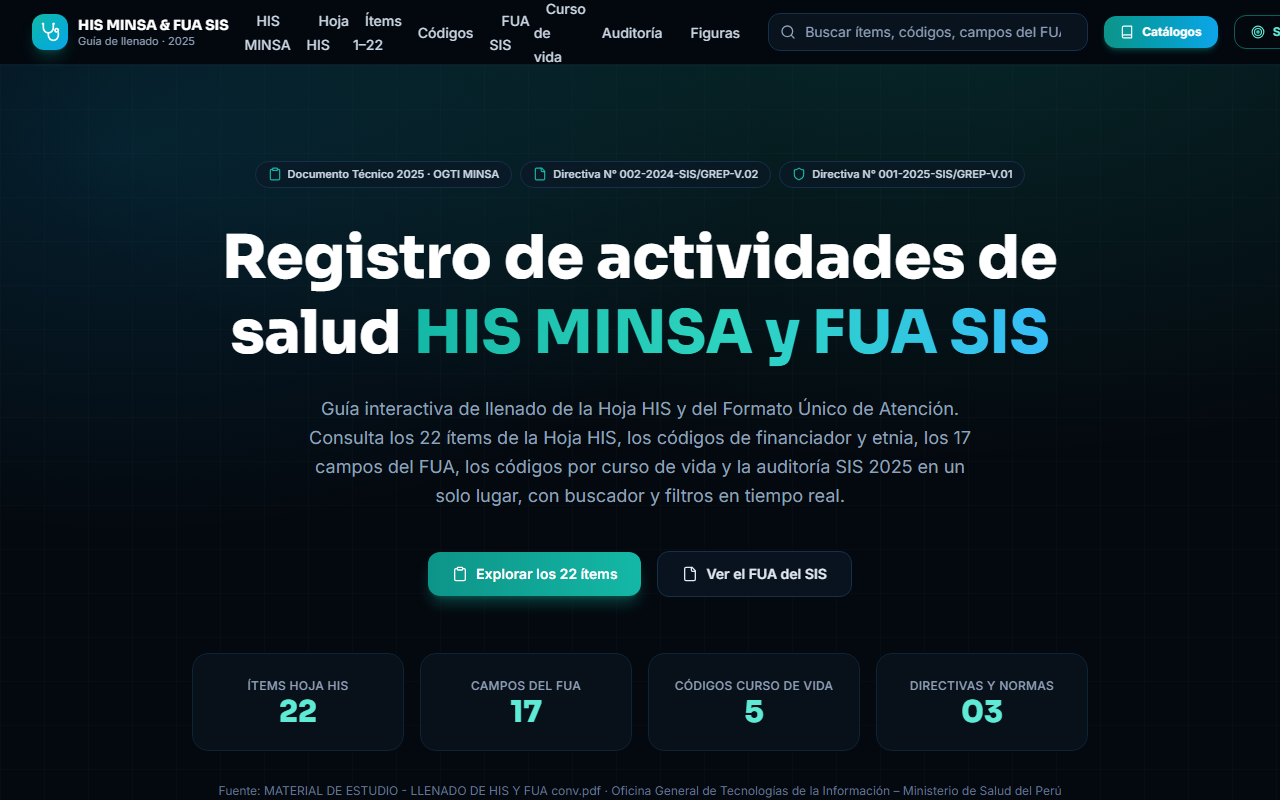 HIS MINSA & FUA SIS
Guía de llenado · 2025
HIS MINSA
Hoja HIS
Ítems 1–22
Códigos
FUA SIS
Curso de vida
Auditoría
Figuras
Buscar ítems, códigos, campos del
Catálogos
Documento Técnico 2025 · OGTI MINSA
Directiva N° 002-2024-SIS/GREP-V.02
Directiva N° 001-2025-SIS/GREP-V.01
Registro de actividades de
salud HIS MINSA y FUA SIS
Guía interactiva de llenado de la Hoja HIS y del Formato Único de Atención.
Consulta los 22 ítems de la Hoja HIS, los códigos de financiador y etnia, los 17
campos del FUA, los códigos por curso de vida y la auditoría SIS 2025 en un
solo lugar, con buscador y filtros en tiempo real.
Explorar los 22 ítems
Ver el FUA del SIS
ÍTEMS HOJA HIS
22
CAMPOS DEL FUA
17
CÓDIGOS CURSO DE VIDA
5
DIRECTIVAS Y NORMAS
03
Fuente: MATERIAL DE ESTUDIO - LLENADO DE HIS Y FUA conv.pdf · Oficina General de Tecnologías de la Información – Ministerio de Salud del Perú